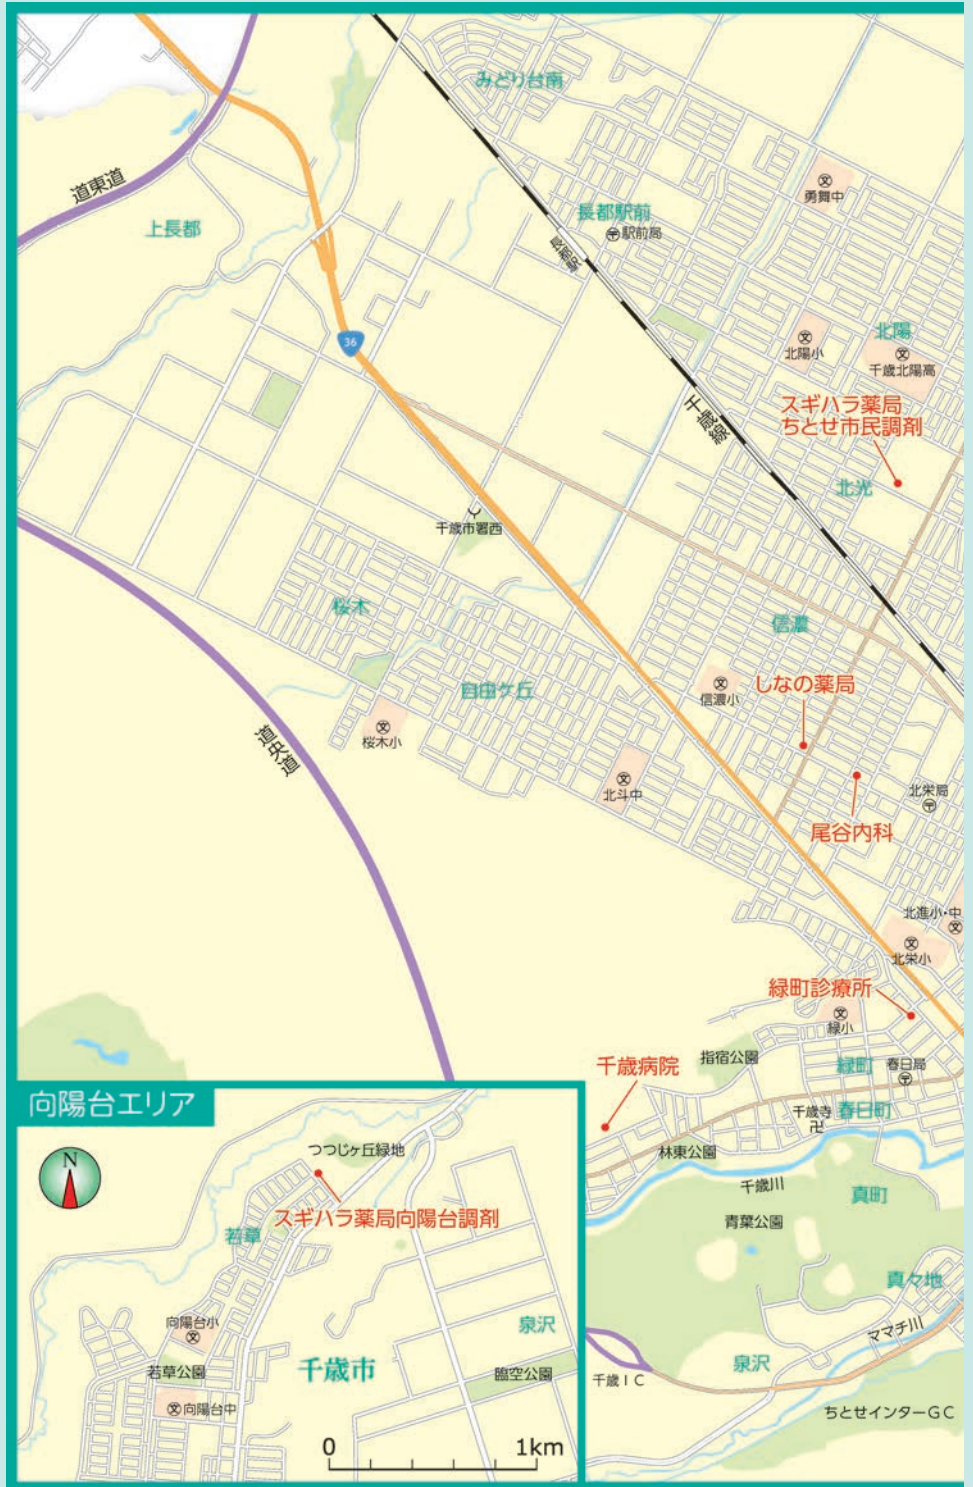 みどり台南
勇舞中
道東道
上長都
長都駅前
駅前局
長都駅
36
北陽
北陽小
千歳北陽高
千歳線
スギハラ薬局
ちとせ市民調剤
北光
千歳市署西
桜木
信濃
自由ケ丘
信濃小
しなの薬局
桜木小
道央道
北斗中
北栄局
尾谷内科
北進小・中
北栄小
緑町診療所
緑小
千歳病院
指宿公園
緑町
春日局
千歳寺
春日町
林東公園
千歳川
真町
青葉公園
真々地
ママチ川
泉沢
千歳IC
ちとせインターGC
向陽台エリア
N
つつじヶ丘緑地
スギハラ薬局向陽台調剤
若草
向陽台小
泉沢
若草公園
千歳市
臨空公園
向陽台中
0 1km